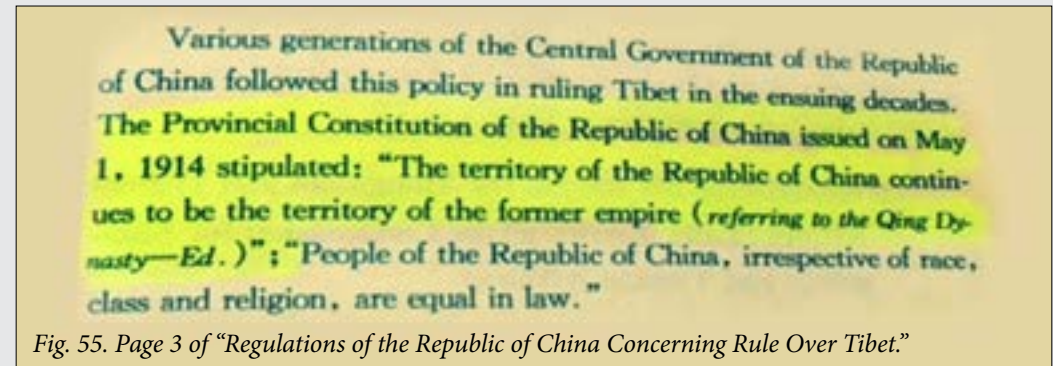 Various generations of the Central Government of the Republic
of China followed this policy in ruling Tibet in the ensuing decades.
The Provincial Constitution of the Republic of China issued on May
1, 1914 stipulated: “The territory of the Republic of China contin-
ues to be the territory of the former empire (referring to the Qing Dy-
nasty—Ed.)”;“People of the Republic of China, irrespective of race,
class and religion, are equal in law.”
Fig. 55. Page 3 of “Regulations of the Republic of China Concerning Rule Over Tibet.”